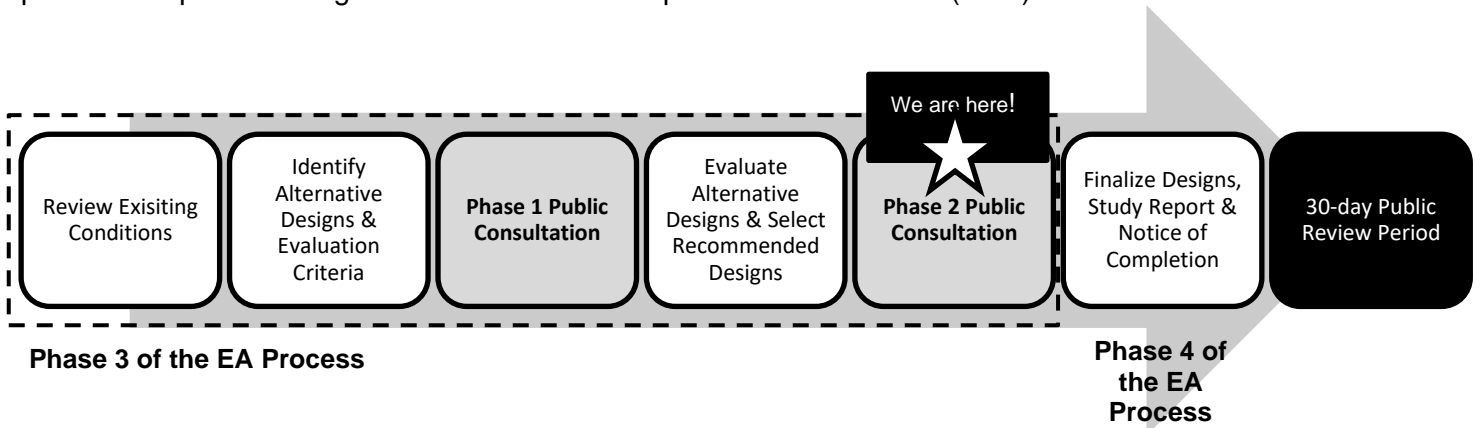 We are here!
Review Exisiting
Conditions
Identify
Alternative
Designs &
Evaluation
Criteria
Phase 1 Public
Consultation
Evaluate
Alternative
Designs & Select
Recommended
Designs
Phase 2 Public
Consultation
Finalize Designs,
Study Report &
Notice of
Completion
30-day Public
Review Period
Phase 3 of the EA Process
Phase 4 of
the EA
Process